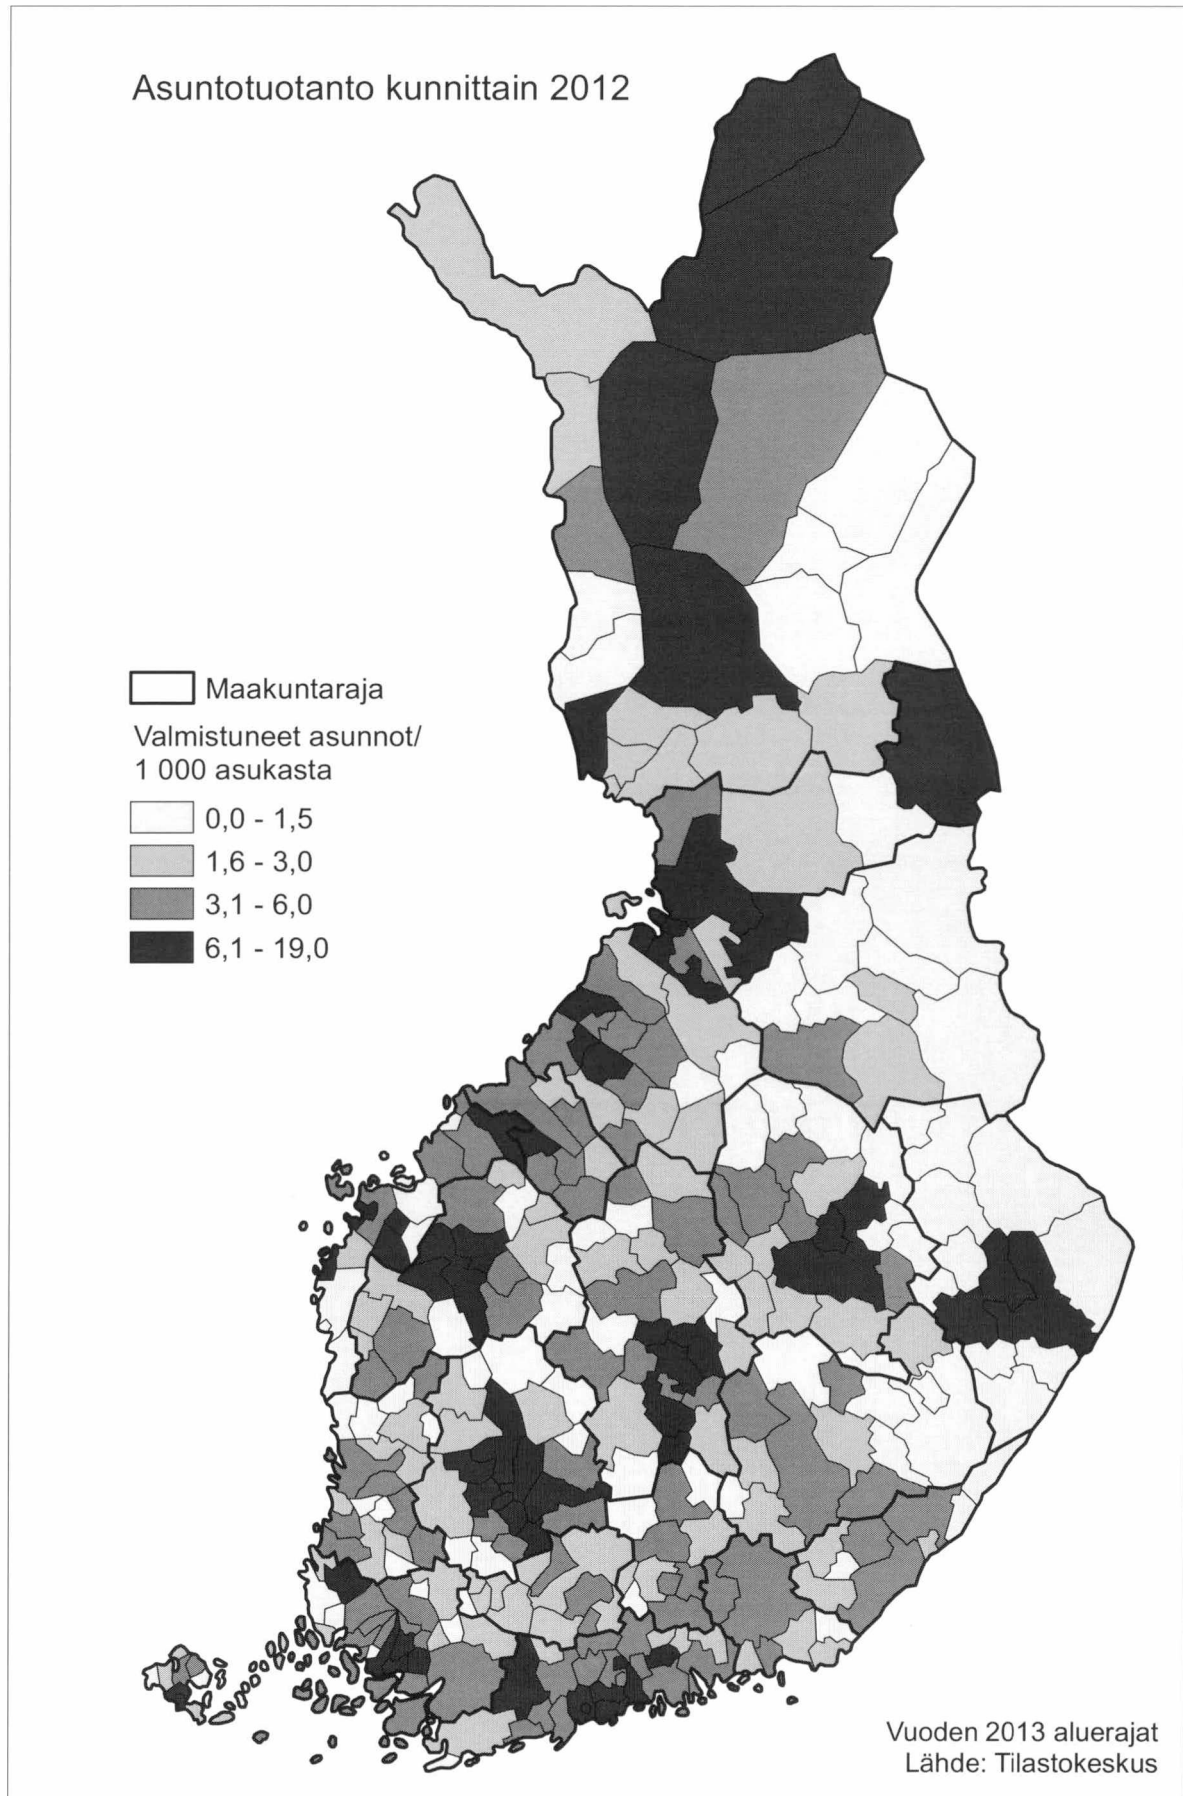 Asuntotuotanto kunnittain 2012
Maakuntaraja
Valmistuneet asunnot/
1 000 asukasta
0,0 - 1,5
1,6 - 3,0
3,1 - 6,0
6,1 - 19,0
Vuoden 2013 aluerajat
Lähde: Tilastokeskus